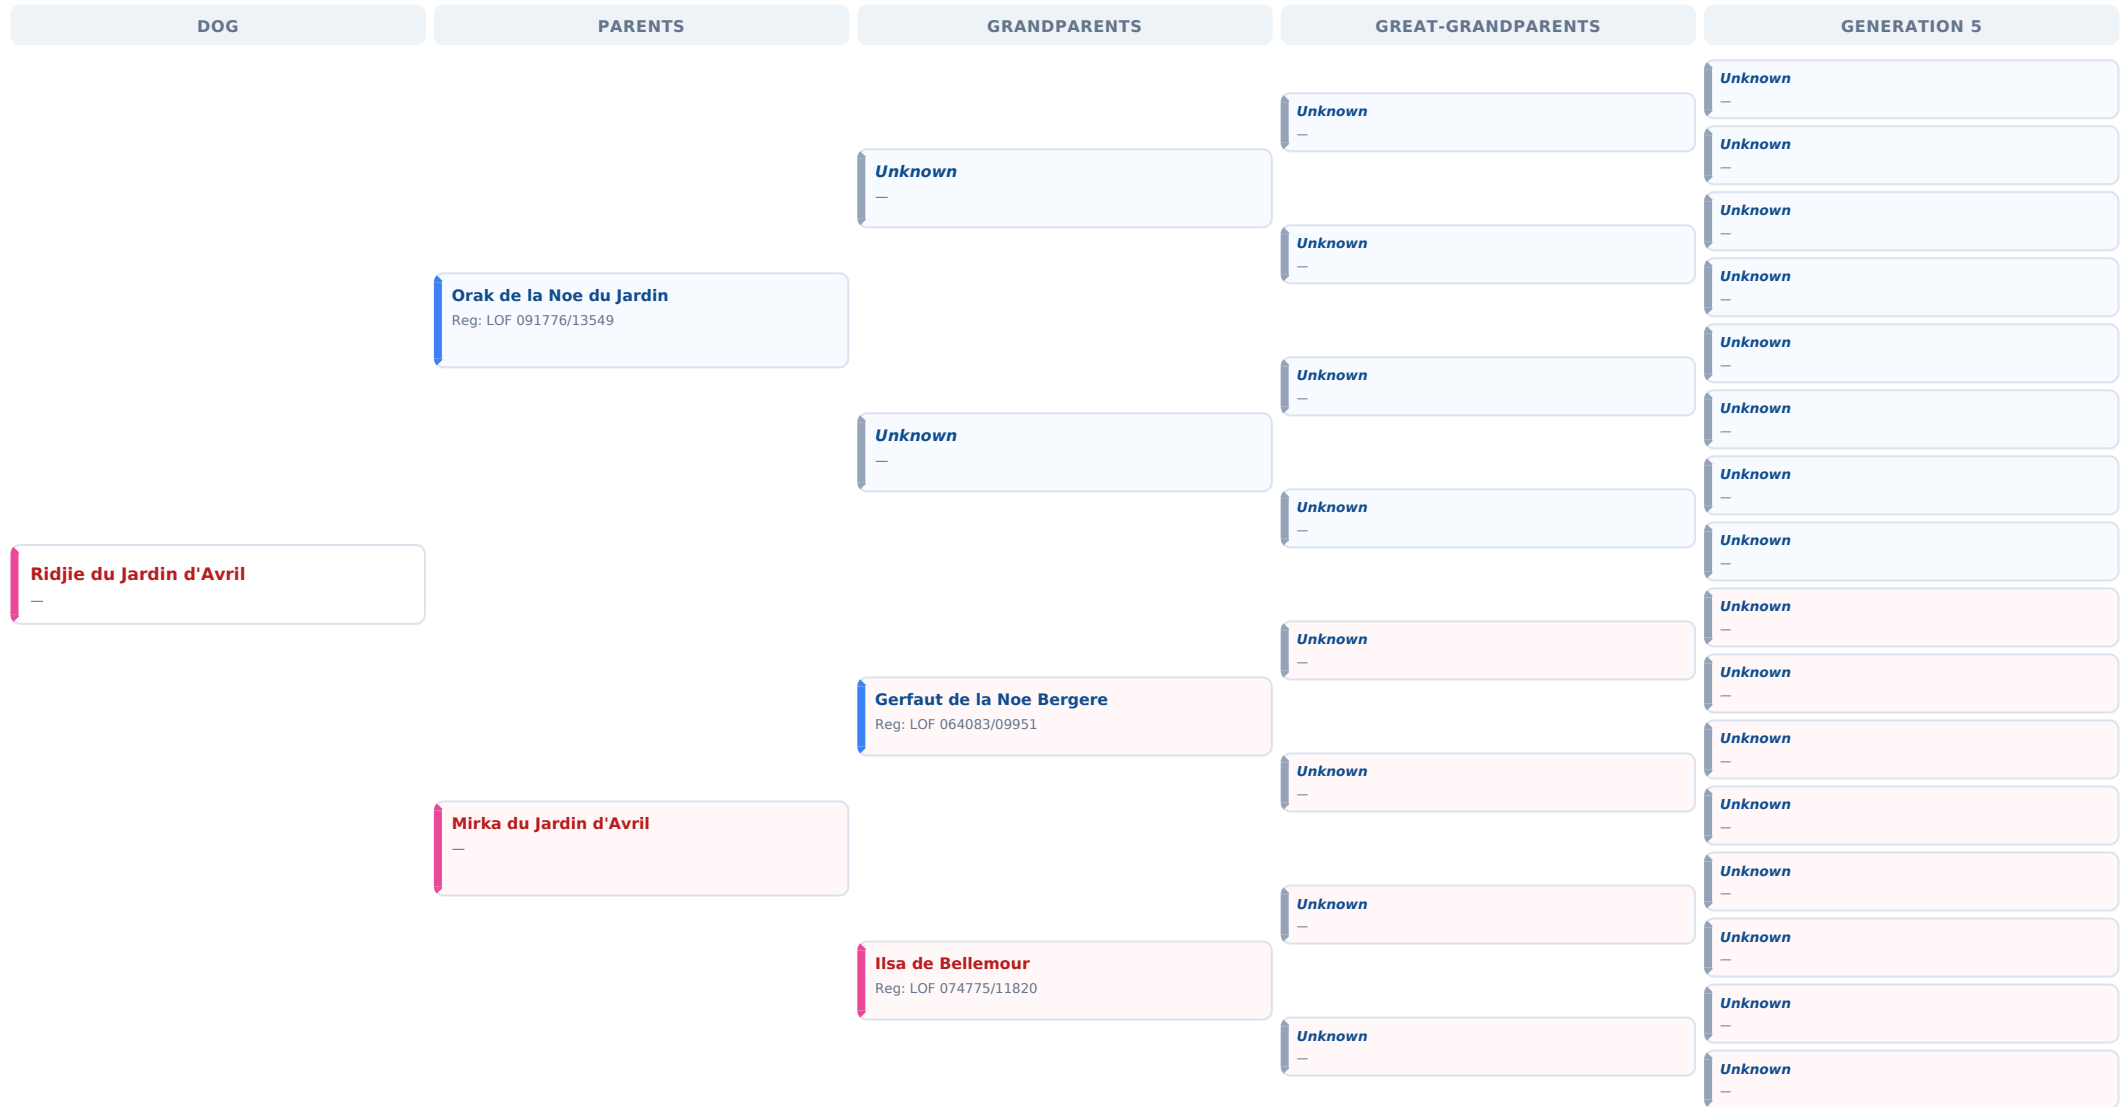 DOG
PARENTS
GRANDPARENTS
GREAT-GRANDPARENTS
GENERATION 5
Ridjie du Jardin d'Avril
—
Orak de la Noe du Jardin
Reg: LOF 091776/13549
Mirka du Jardin d'Avril
—
Unknown
—
Unknown
—
Gerfaut de la Noe Bergere
Reg: LOF 064083/09951
Ilsa de Bellemour
Reg: LOF 074775/11820
Unknown
—
Unknown
—
Unknown
—
Unknown
—
Unknown
—
Unknown
—
Unknown
—
Unknown
—
Unknown
—
Unknown
—
Unknown
—
Unknown
—
Unknown
—
Unknown
—
Unknown
—
Unknown
—
Unknown
—
Unknown
—
Unknown
—
Unknown
—
Unknown
—
Unknown
—
Unknown
—
Unknown
—